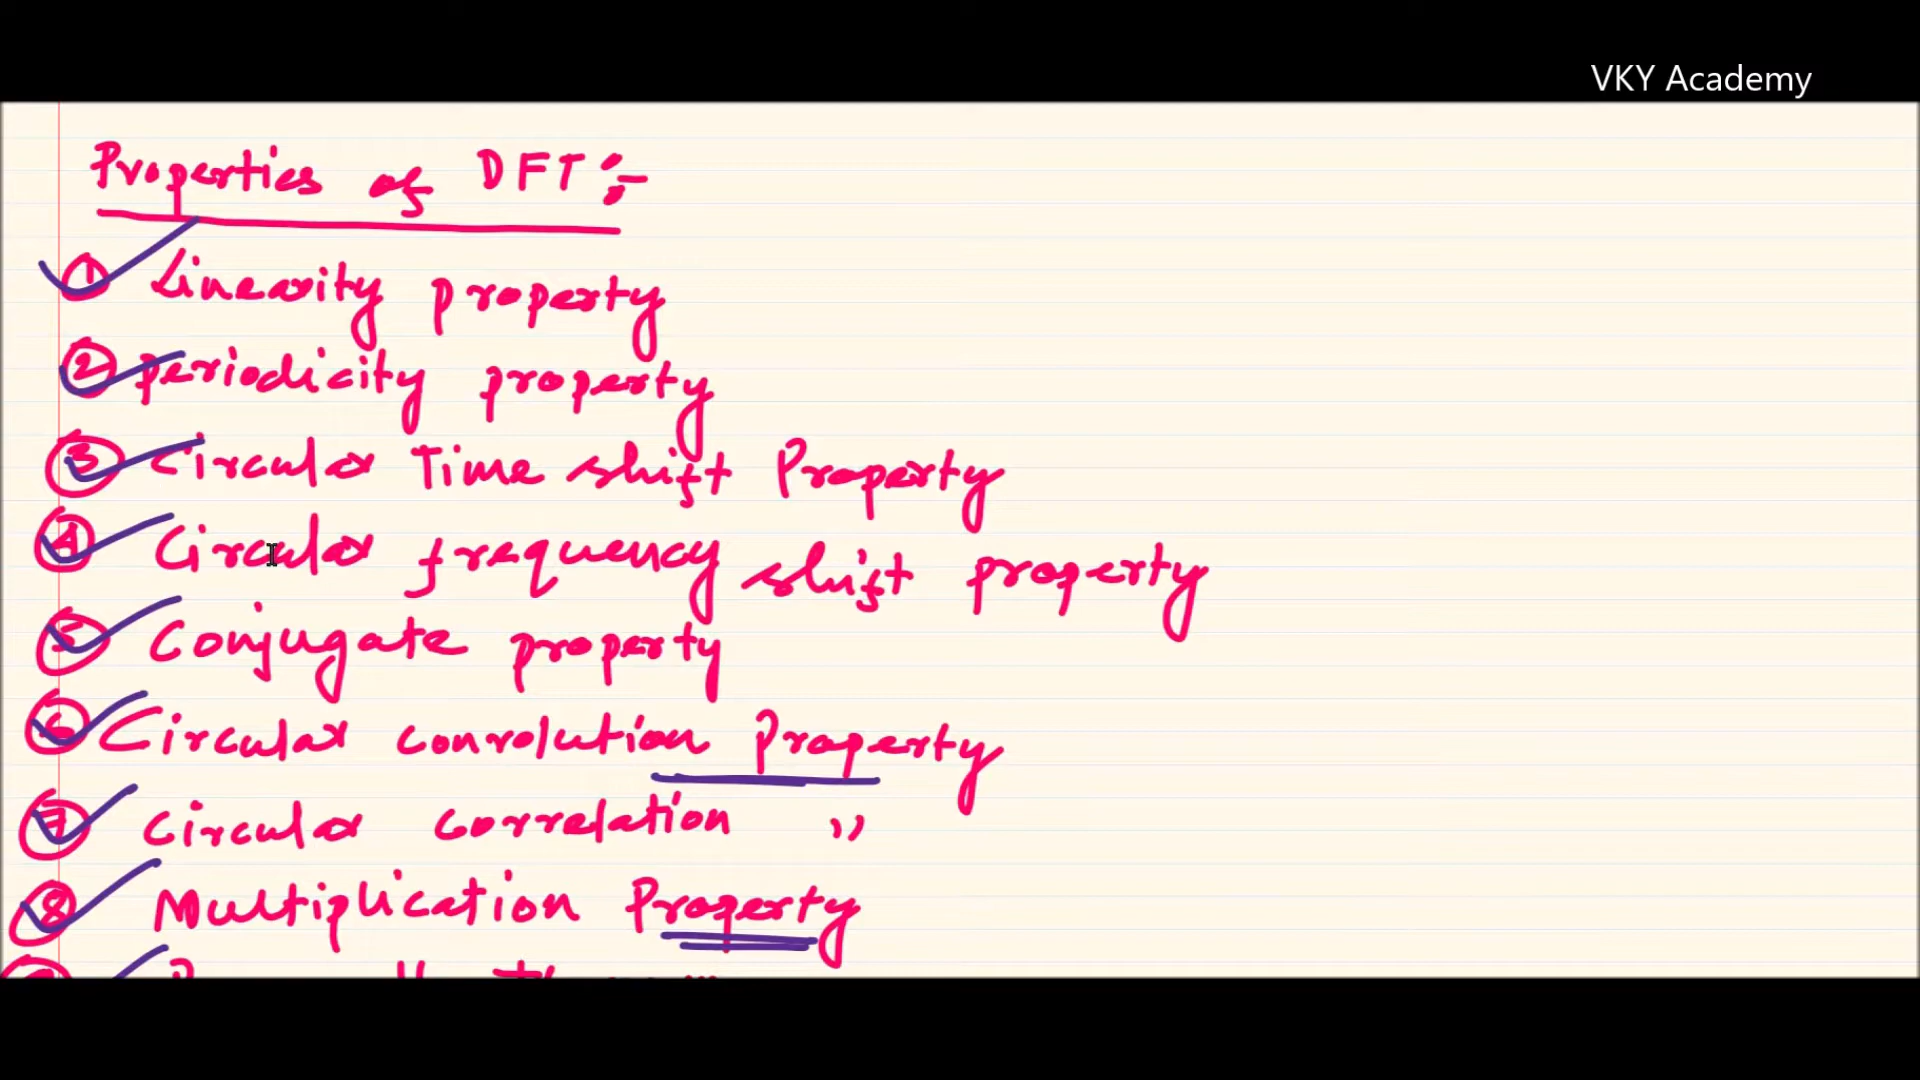 VKY Academy
Properties of DFT :-
① Linearity property
② Periodicity property
③ Circular Time shift Property
④ Circular frequency shift property
⑤ Conjugate property
⑥ Circular convolution Property
⑦ Circular correlation "
⑧ Multiplication Property